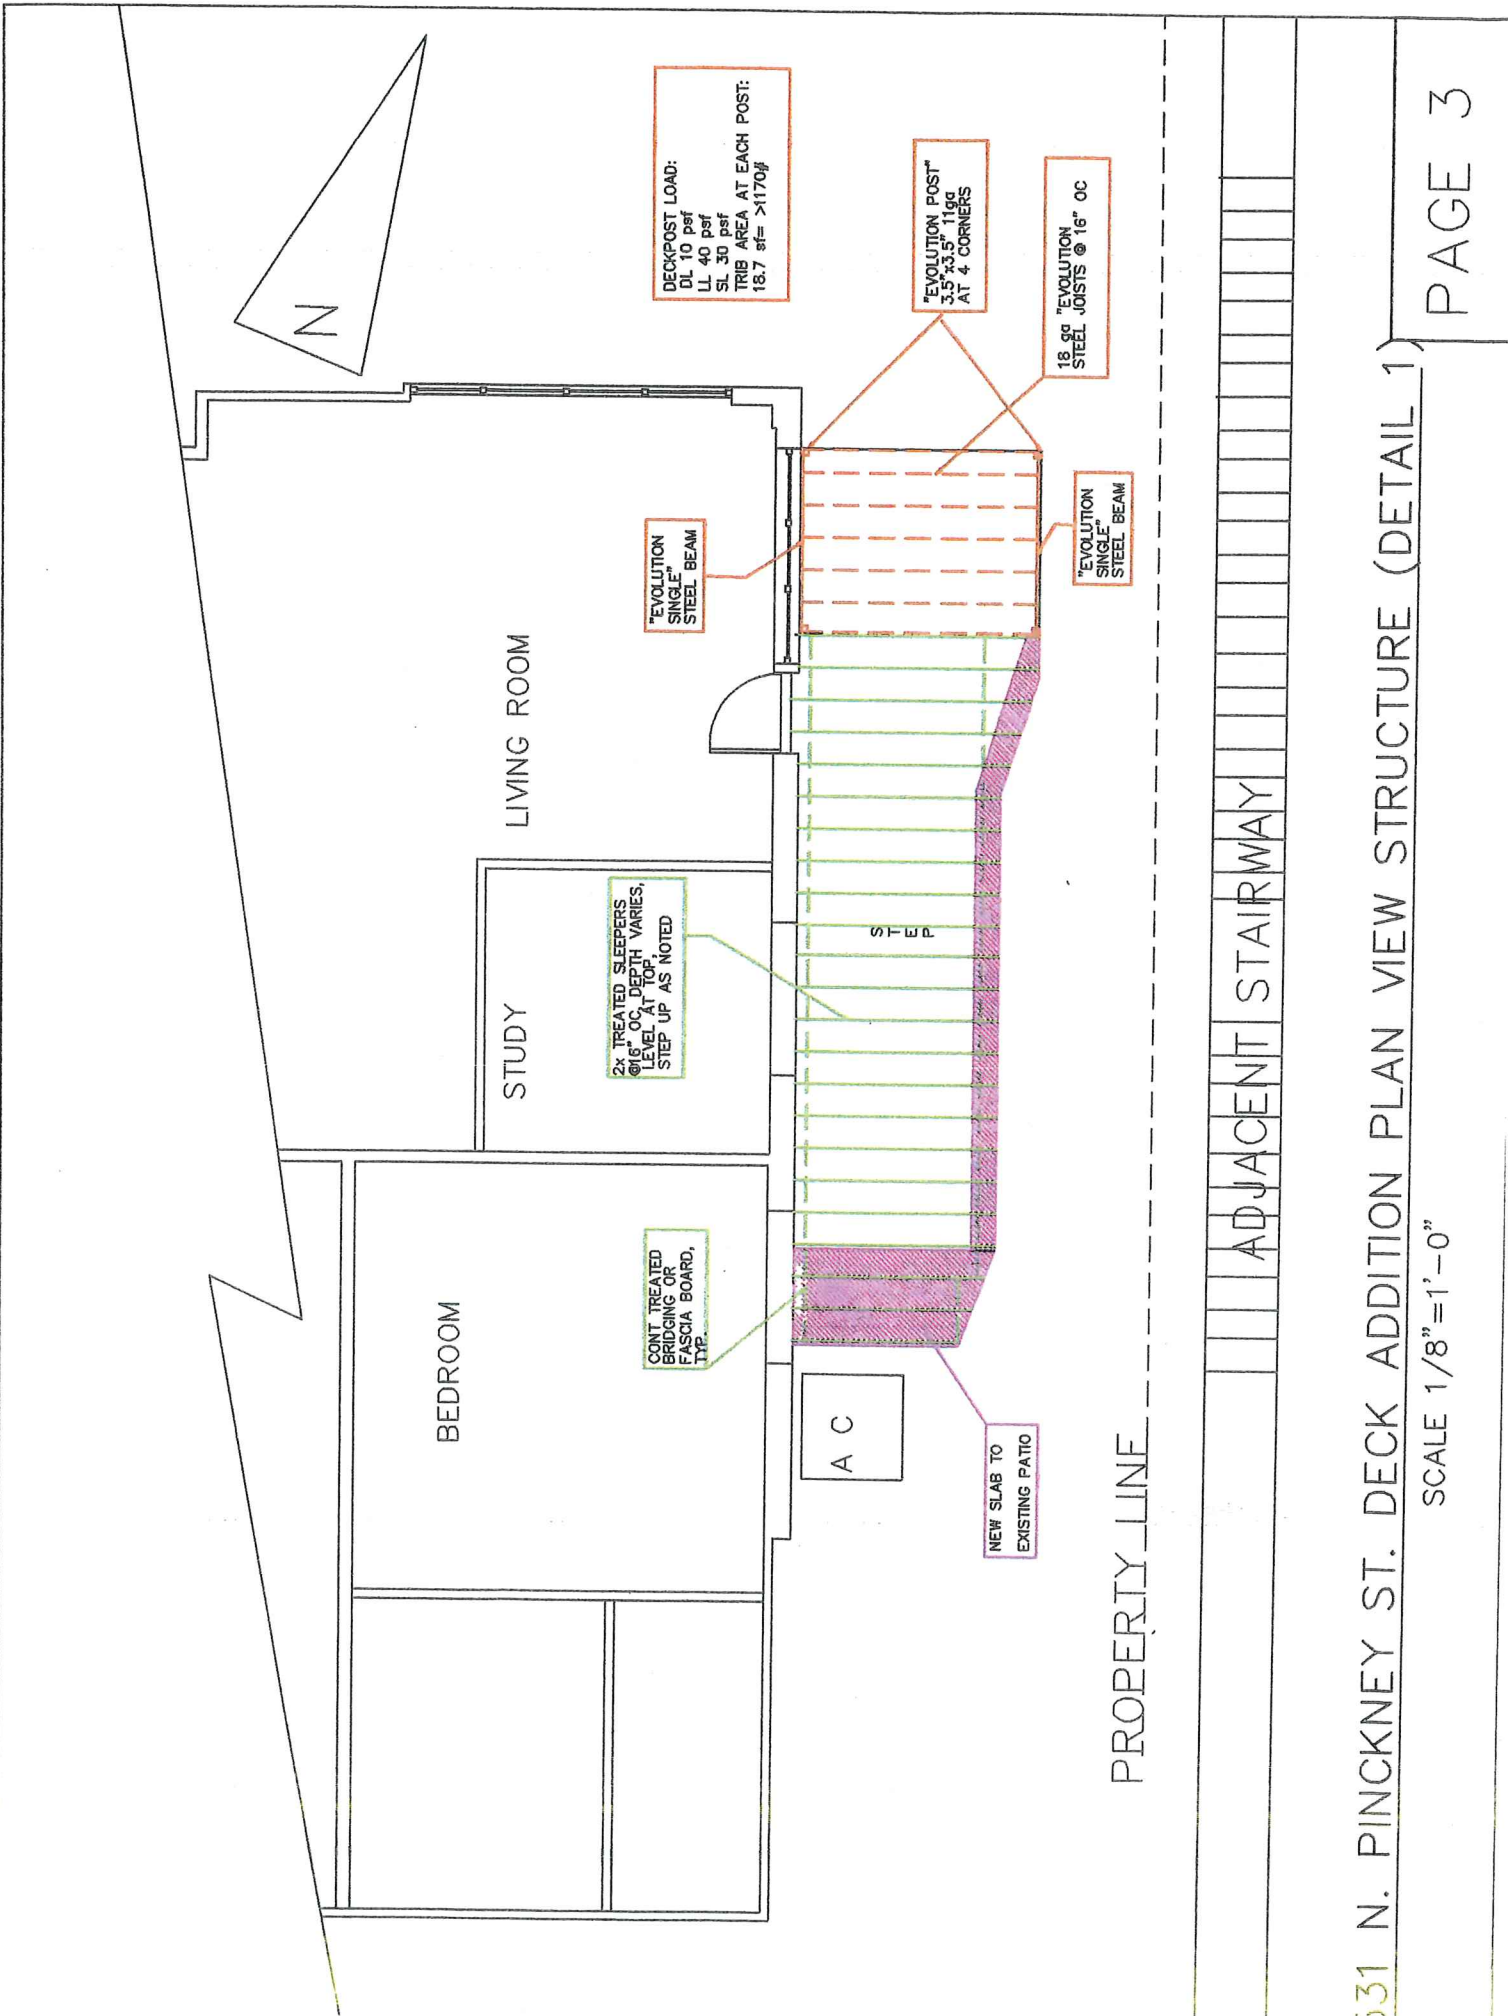 N
DECKPOST LOAD:
DL 10 psf
LL 40 psf
SL 30 psf
TRIB AREA AT EACH POST:
18.7 sf= >1170#
"EVOLUTION POST"
3.5"x3.5" 11ga
AT 4 CORNERS
18 ga "EVOLUTION
STEEL JOISTS @ 16" OC
"EVOLUTION
SINGLE"
STEEL BEAM
"EVOLUTION
SINGLE"
STEEL BEAM
LIVING ROOM
STUDY
2x TREATED SLEEPERS
@16" OC, DEPTH VARIES,
LEVEL AT TOP,
STEP UP AS NOTED
S
T
E
P
BEDROOM
CONT TREATED
BRIDGING OR
FASCIA BOARD,
TYP.
A C
NEW SLAB TO
EXISTING PATIO
PROPERTY LINE
ADJACENT STAIRWAY
531 N. PINCKNEY ST. DECK ADDITION PLAN VIEW STRUCTURE (DETAIL 1)
SCALE 1/8"=1'-0"
PAGE 3